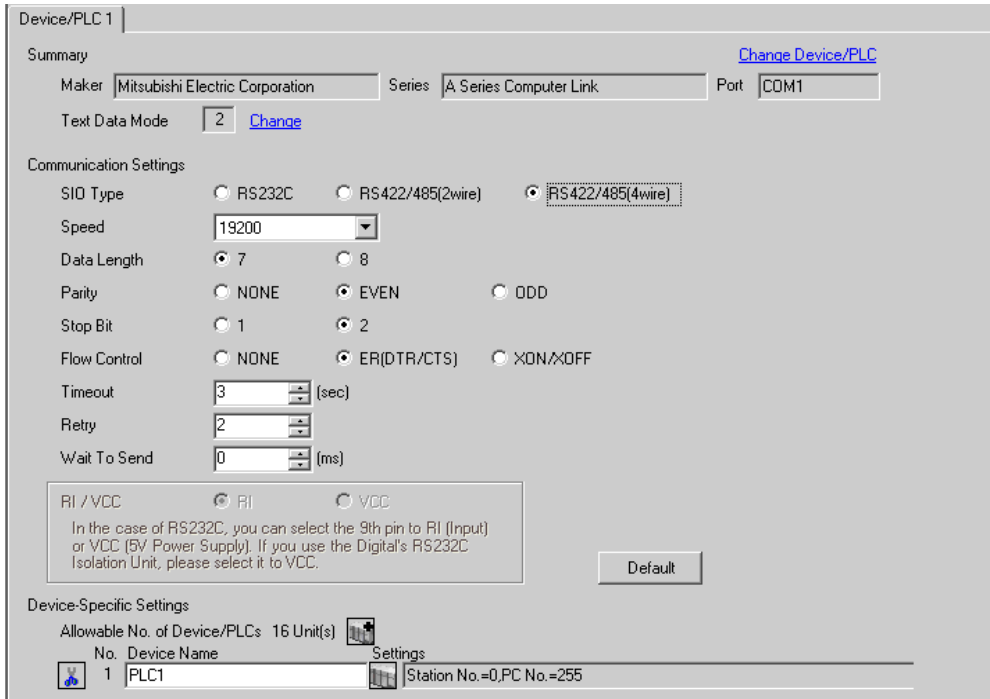 Device/PLC 1
Summary Change Device/PLC
Maker Mitsubishi Electric Corporation Series A Series Computer Link Port COM1
Text Data Mode 2 Change
Communication Settings
SIO Type RS232C RS422/485(2wire) RS422/485(4wire)
Speed 19200
Data Length 7 8
Parity NONE EVEN ODD
Stop Bit 1 2
Flow Control NONE ER(DTR/CTS) XON/XOFF
Timeout 3 (sec)
Retry 2
Wait To Send 0 (ms)
RI / VCC RI VCC
In the case of RS232C, you can select the 9th pin to RI (Input)
or VCC (5V Power Supply). If you use the Digital's RS232C
Isolation Unit, please select it to VCC.
Default
Device-Specific Settings
Allowable No. of Device/PLCs 16 Unit(s)
No. Device Name Settings
1 PLC1 Station No.=0,PC No.=255